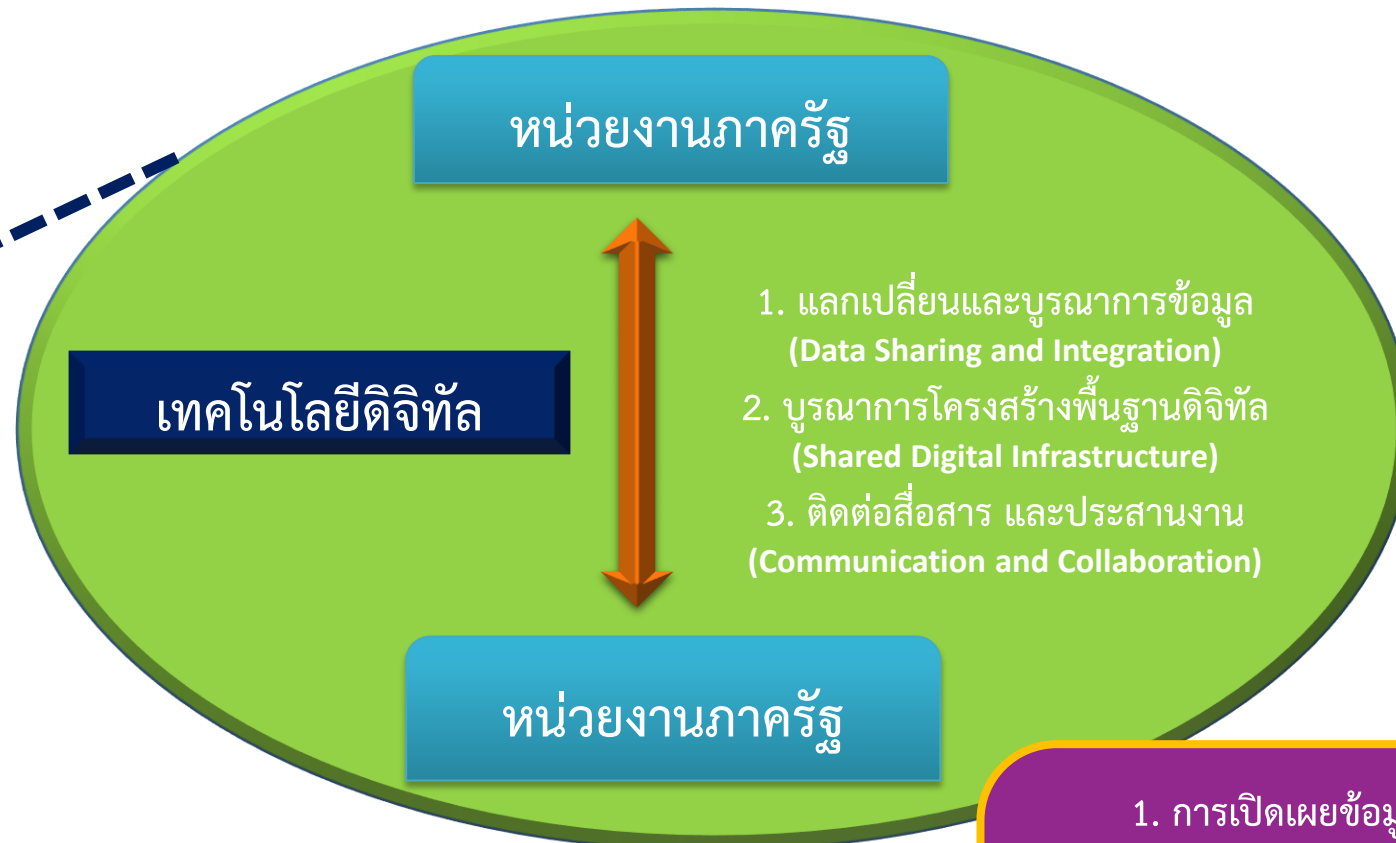 หน่วยงานภาครัฐ
เทคโนโลยีดิจิทัล
1. แลกเปลี่ยนและบูรณาการข้อมูล
(Data Sharing and Integration)
2. บูรณาการโครงสร้างพื้นฐานดิจิทัล
(Shared Digital Infrastructure)
3. ติดต่อสื่อสาร และประสานงาน
(Communication and Collaboration)
หน่วยงานภาครัฐ
1. การเปิดเผย